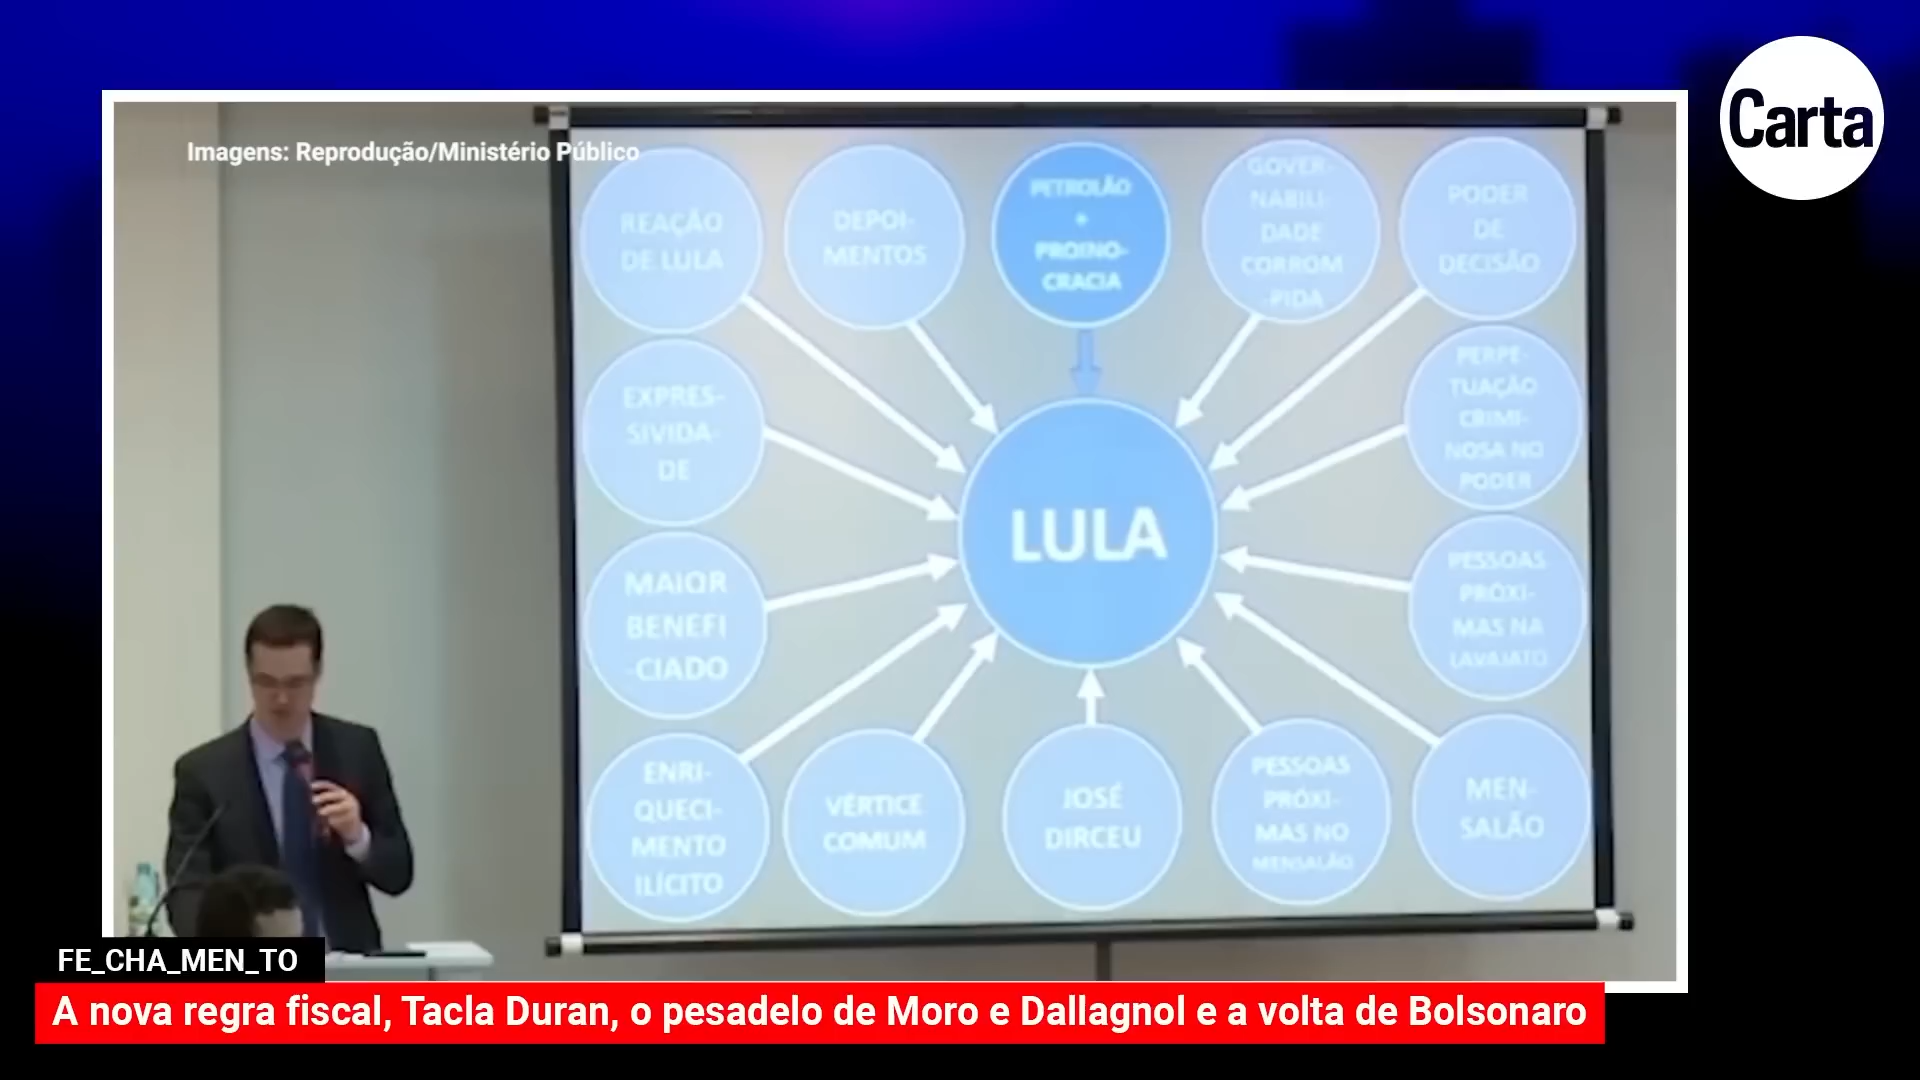 Carta
Imagens: Reprodução/Ministério Público
REAÇÃO
DE LULA
DEPOI-
MENTOS
PETROLÃO
+
PROINO-
CRACIA
GOVER-
NABILI-
DADE
CORROM
-PIDA
PODER
DE
DECISÃO
EXPRES-
SIVIDA-
DE
PERPE-
TUAÇÃO
CRIMI-
NOSA NO
PODER
LULA
MAIOR
BENEFI
-CIADO
PESSOAS
PRÓXI-
MAS NA
LAVAJATO
ENRI-
QUECI-
MENTO
ILÍCITO
VÉRTICE
COMUM
JOSÉ
DIRCEU
PESSOAS
PRÓXI-
MAS NO
MENSALÃO
MEN-
SALÃO
FE_CHA_MEN_TO
A nova regra fiscal, Tacla Duran, o pesadelo de Moro e Dallagnol e a volta de Bolsonaro